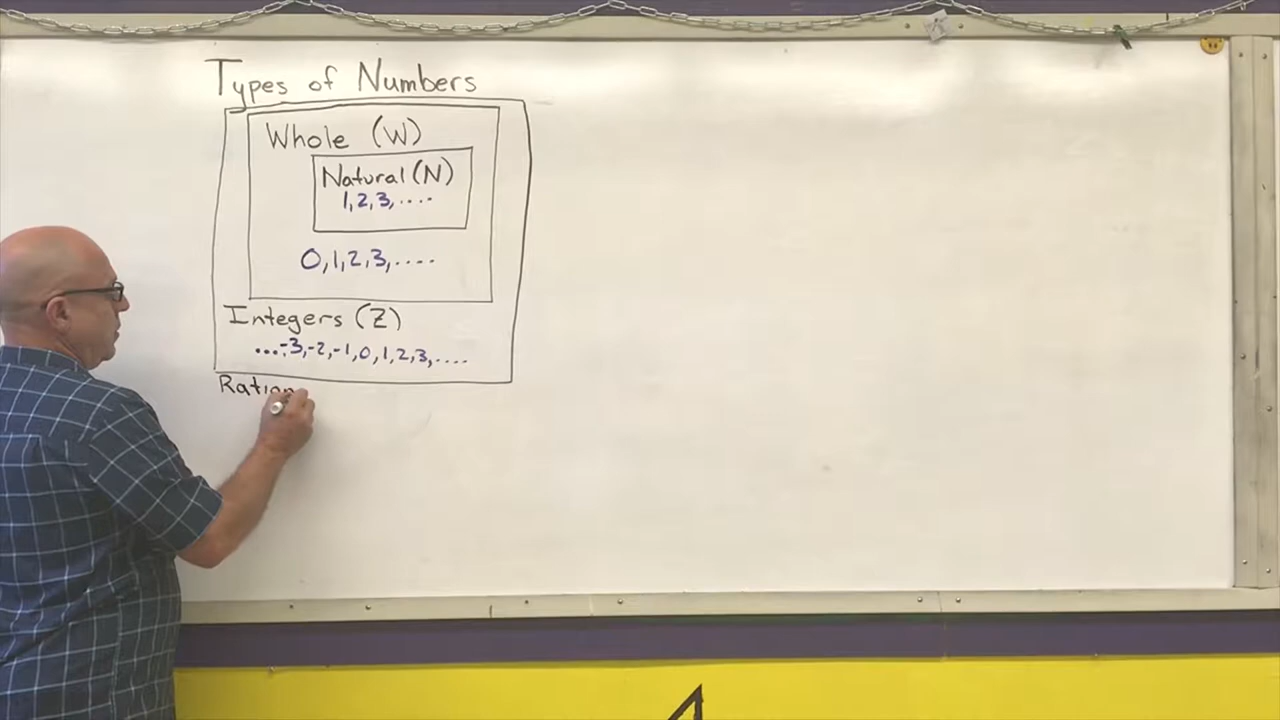 Types of Numbers
Whole (W)
Natural (N)
1, 2, 3, ....
0, 1, 2, 3, ....
Integers (Z)
...-3, -2, -1, 0, 1, 2, 3, ....
Ration